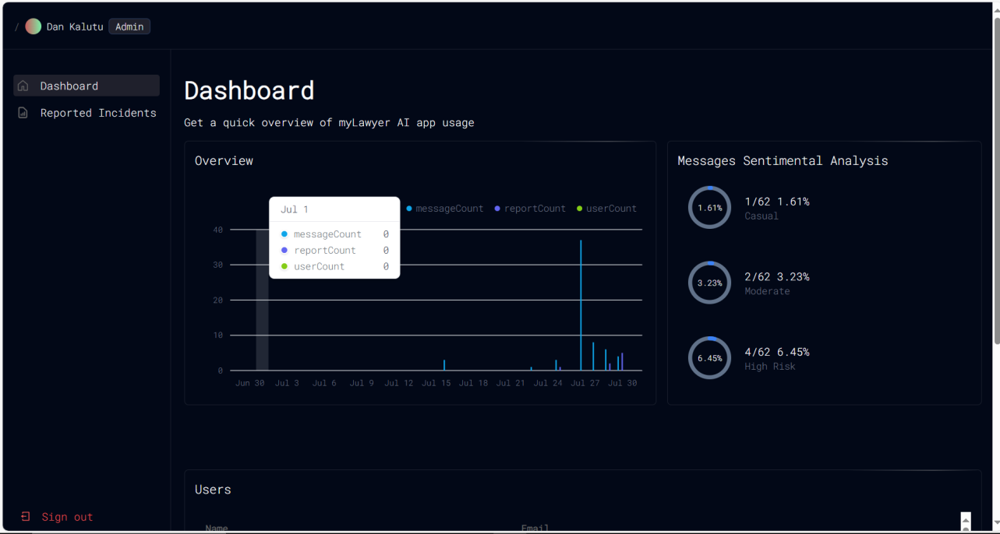 / Dan Kalutu Admin
Dashboard
Reported Incidents
Sign out
Dashboard
Get a quick overview of myLawyer AI app usage
Overview
messageCount reportCount userCount
Jul 1
messageCount 0
reportCount 0
userCount 0
40
30
20
10
0
Jun 30 Jul 3 Jul 6 Jul 9 Jul 12 Jul 15 Jul 18 Jul 21 Jul 24 Jul 27 Jul 30
Messages Sentimental Analysis
1.61%
1/62 1.61%
Casual
3.23%
2/62 3.23%
Moderate
6.45%
4/62 6.45%
High Risk
Users
Name Email